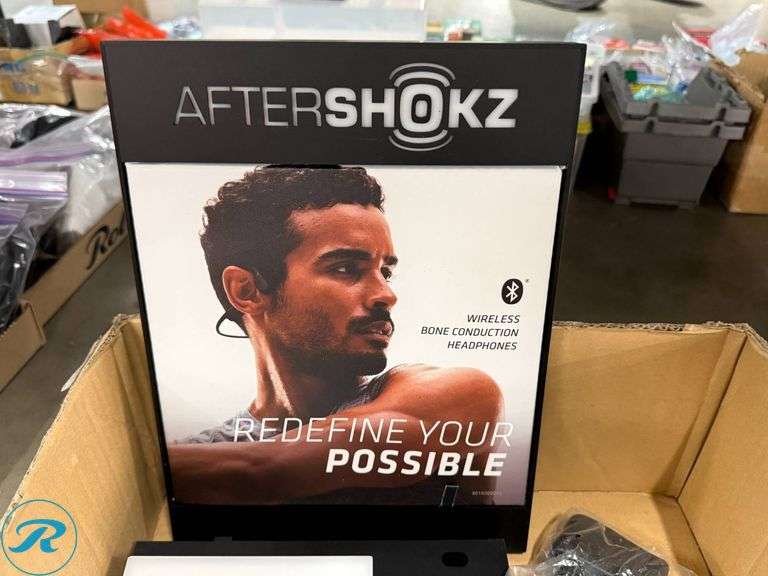 AFTERSHOKZ
WIRELESS
BONE CONDUCTION
HEADPHONES
REDEFINE YOUR
POSSIBLE
R